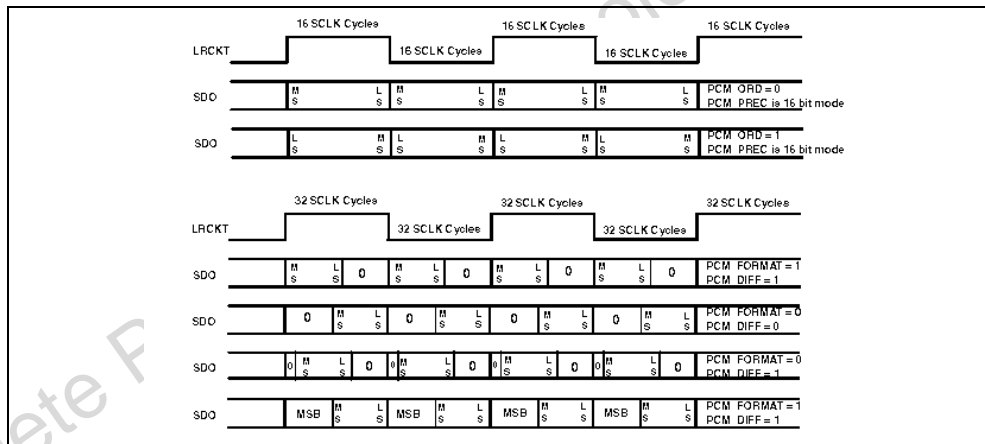 16 SCLK Cycles 16 SCLK Cycles 16 SCLK Cycles
LRCKT 16 SCLK Cycles 16 SCLK Cycles
SDO M S L S M S L S M S L S M S L S PCM ORD = 0
PCM PREC is 16 bit mode
SDO L S M S L S M S L S M S L S M S PCM ORD = 1
PCM PREC is 16 bit mode
32 SCLK Cycles 32 SCLK Cycles 32 SCLK Cycles
LRCKT 32 SCLK Cycles 32 SCLK Cycles
SDO M S L S 0 M S L S 0 M S L S 0 M S L S 0 PCM FORMAT = 1
PCM DIFF = 1
SDO 0 M S L S 0 M S L S 0 M S L S 0 M S L S PCM FORMAT = 0
PCM DIFF = 0
SDO 0 M S L S 0 0 M S L S 0 0 M S L S 0 0 M S L S 0 PCM FORMAT = 0
PCM DIFF = 1
SDO MSB M S L S MSB M S L S MSB M S L S MSB M S L S PCM FORMAT = 1
PCM DIFF = 1
ete P